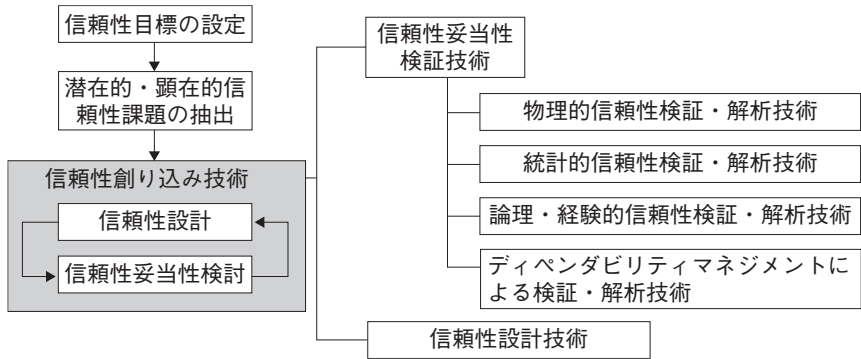 信頼性目標の設定
潜在的・顕在的信
頼性課題の抽出
信頼性創り込み技術
信頼性設計
信頼性妥当性検討
信頼性妥当性
検証技術
物理的信頼性検証・解析技術
統計的信頼性検証・解析技術
論理・経験的信頼性検証・解析技術
ディペンダビリティマネジメントに
よる検証・解析技術
信頼性設計技術